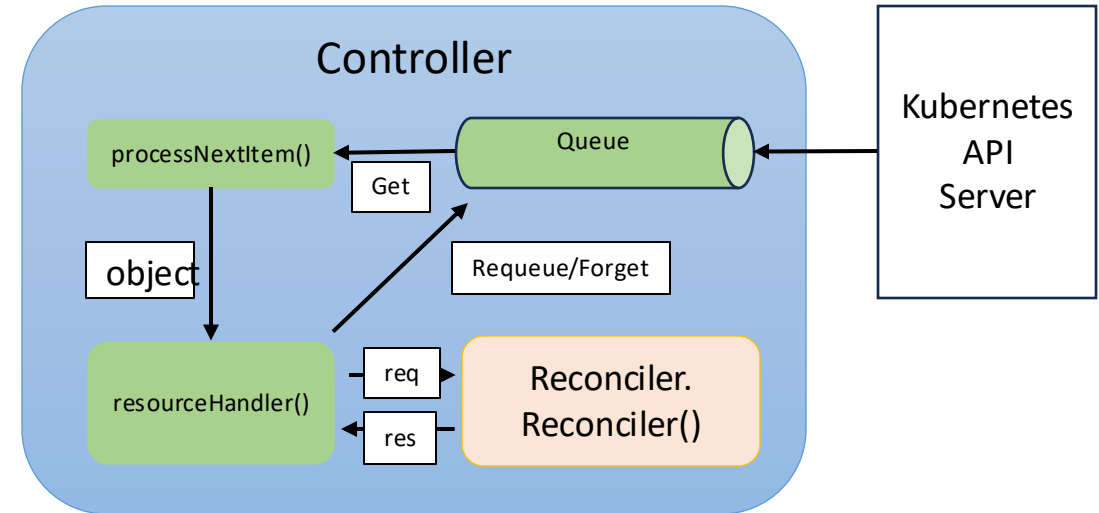 Controller
Kubernetes
API
Server
Queue
processNextItem()
Get
object
Requeue/Forget
resourceHandler()
req
res
Reconciler.
Reconciler()